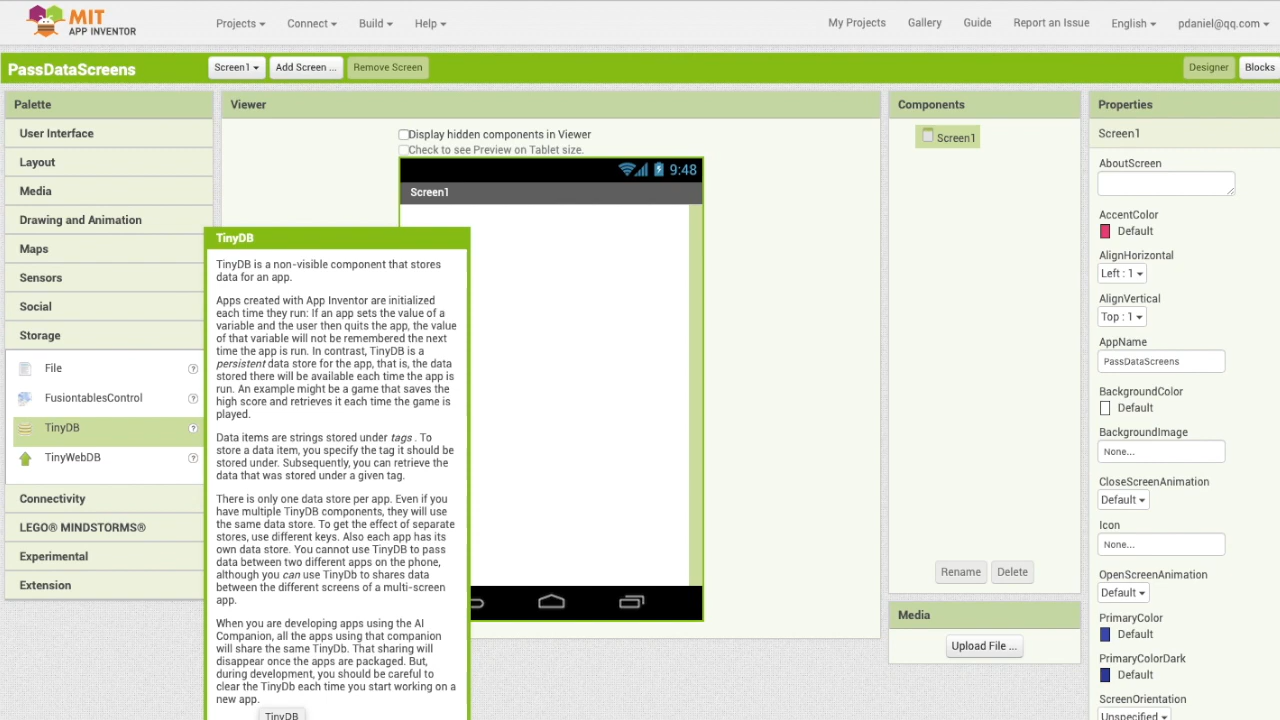 MIT
APP INVENTOR
Projects Connect Build Help
My Projects Gallery Guide Report an Issue English pdaniel@qq.com
PassDataScreens
Screen1 Add Screen ... Remove Screen
Designer Blocks
Palette
User Interface
Layout
Media
Drawing and Animation
Maps
Sensors
Social
Storage
File ?
FusiontablesControl ?
TinyDB ?
TinyWebDB ?
Connectivity
LEGO® MINDSTORMS®
Experimental
Extension
Viewer
Display hidden components in Viewer
Check to see Preview on Tablet size.
9:48
Screen1
TinyDB
TinyDB is a non-visible component that stores
data for an app.
Apps created with App Inventor are initialized
each time they run: If an app sets the value of a
variable and the user then quits the app, the value
of that variable will not be remembered the next
time the app is run. In contrast, TinyDB is a
persistent data store for the app, that is, the data
stored there will be available each time the app is
run. An example might be a game that saves the
high score and retrieves it each time the game is
played.
Data items are strings stored under tags . To
store a data item, you specify the tag it should be
stored under. Subsequently, you can retrieve the
data that was stored under a given tag.
There is only one data store per app. Even if you
have multiple TinyDB components, they will use
the same data store. To get the effect of separate
stores, use different keys. Also each app has its
own data store. You cannot use TinyDB to pass
data between two different apps on the phone,
although you can use TinyDb to shares data
between the different screens of a multi-screen
app.
When you are developing apps using the AI
Companion, all the apps using that companion
will share the same TinyDb. That sharing will
disappear once the apps are packaged. But,
during development, you should be careful to
clear the TinyDb each time you start working on a
new app.
TinyDB
Components
Screen1
Rename Delete
Media
Upload File ...
Properties
Screen1
AboutScreen
AccentColor
Default
AlignHorizontal
Left : 1
AlignVertical
Top : 1
AppName
PassDataScreens
BackgroundColor
Default
BackgroundImage
None...
CloseScreenAnimation
Default
Icon
None...
OpenScreenAnimation
Default
PrimaryColor
Default
PrimaryColorDark
Default
ScreenOrientation
Unspecified